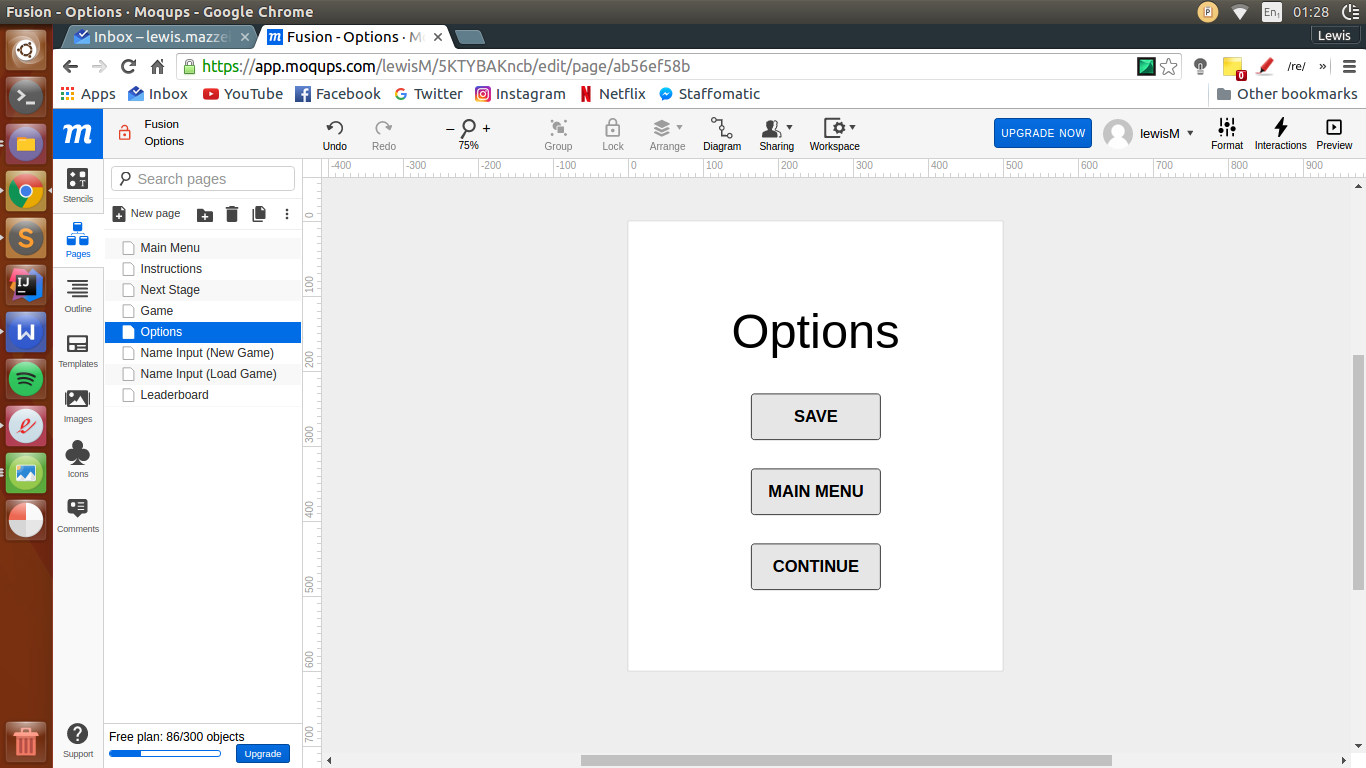 Fusion - Options · Moqups - Google Chrome
En1 01:28
Inbox – lewis.mazze
Fusion - Options · M
Lewis
https://app.moqups.com/lewisM/5KTYBAKncb/edit/page/ab56ef58b
0
/re/
»
Apps Inbox YouTube Facebook Twitter Instagram Netflix Staffomatic Other bookmarks
m
Fusion
Options
Undo Redo 75% Group Lock Arrange Diagram Sharing Workspace
UPGRADE NOW
lewisM
Format Interactions Preview
-400 -300 -200 -100 0 100 200 300 400 500 600 700 800 900
0
100
200
300
400
500
600
700
Stencils
Pages
Outline
Templates
Images
Icons
Comments
Support
Search pages
New page
Main Menu
Instructions
Next Stage
Game
Options
Name Input (New Game)
Name Input (Load Game)
Leaderboard
Options
SAVE
MAIN MENU
CONTINUE
Free plan: 86/300 objects
Upgrade